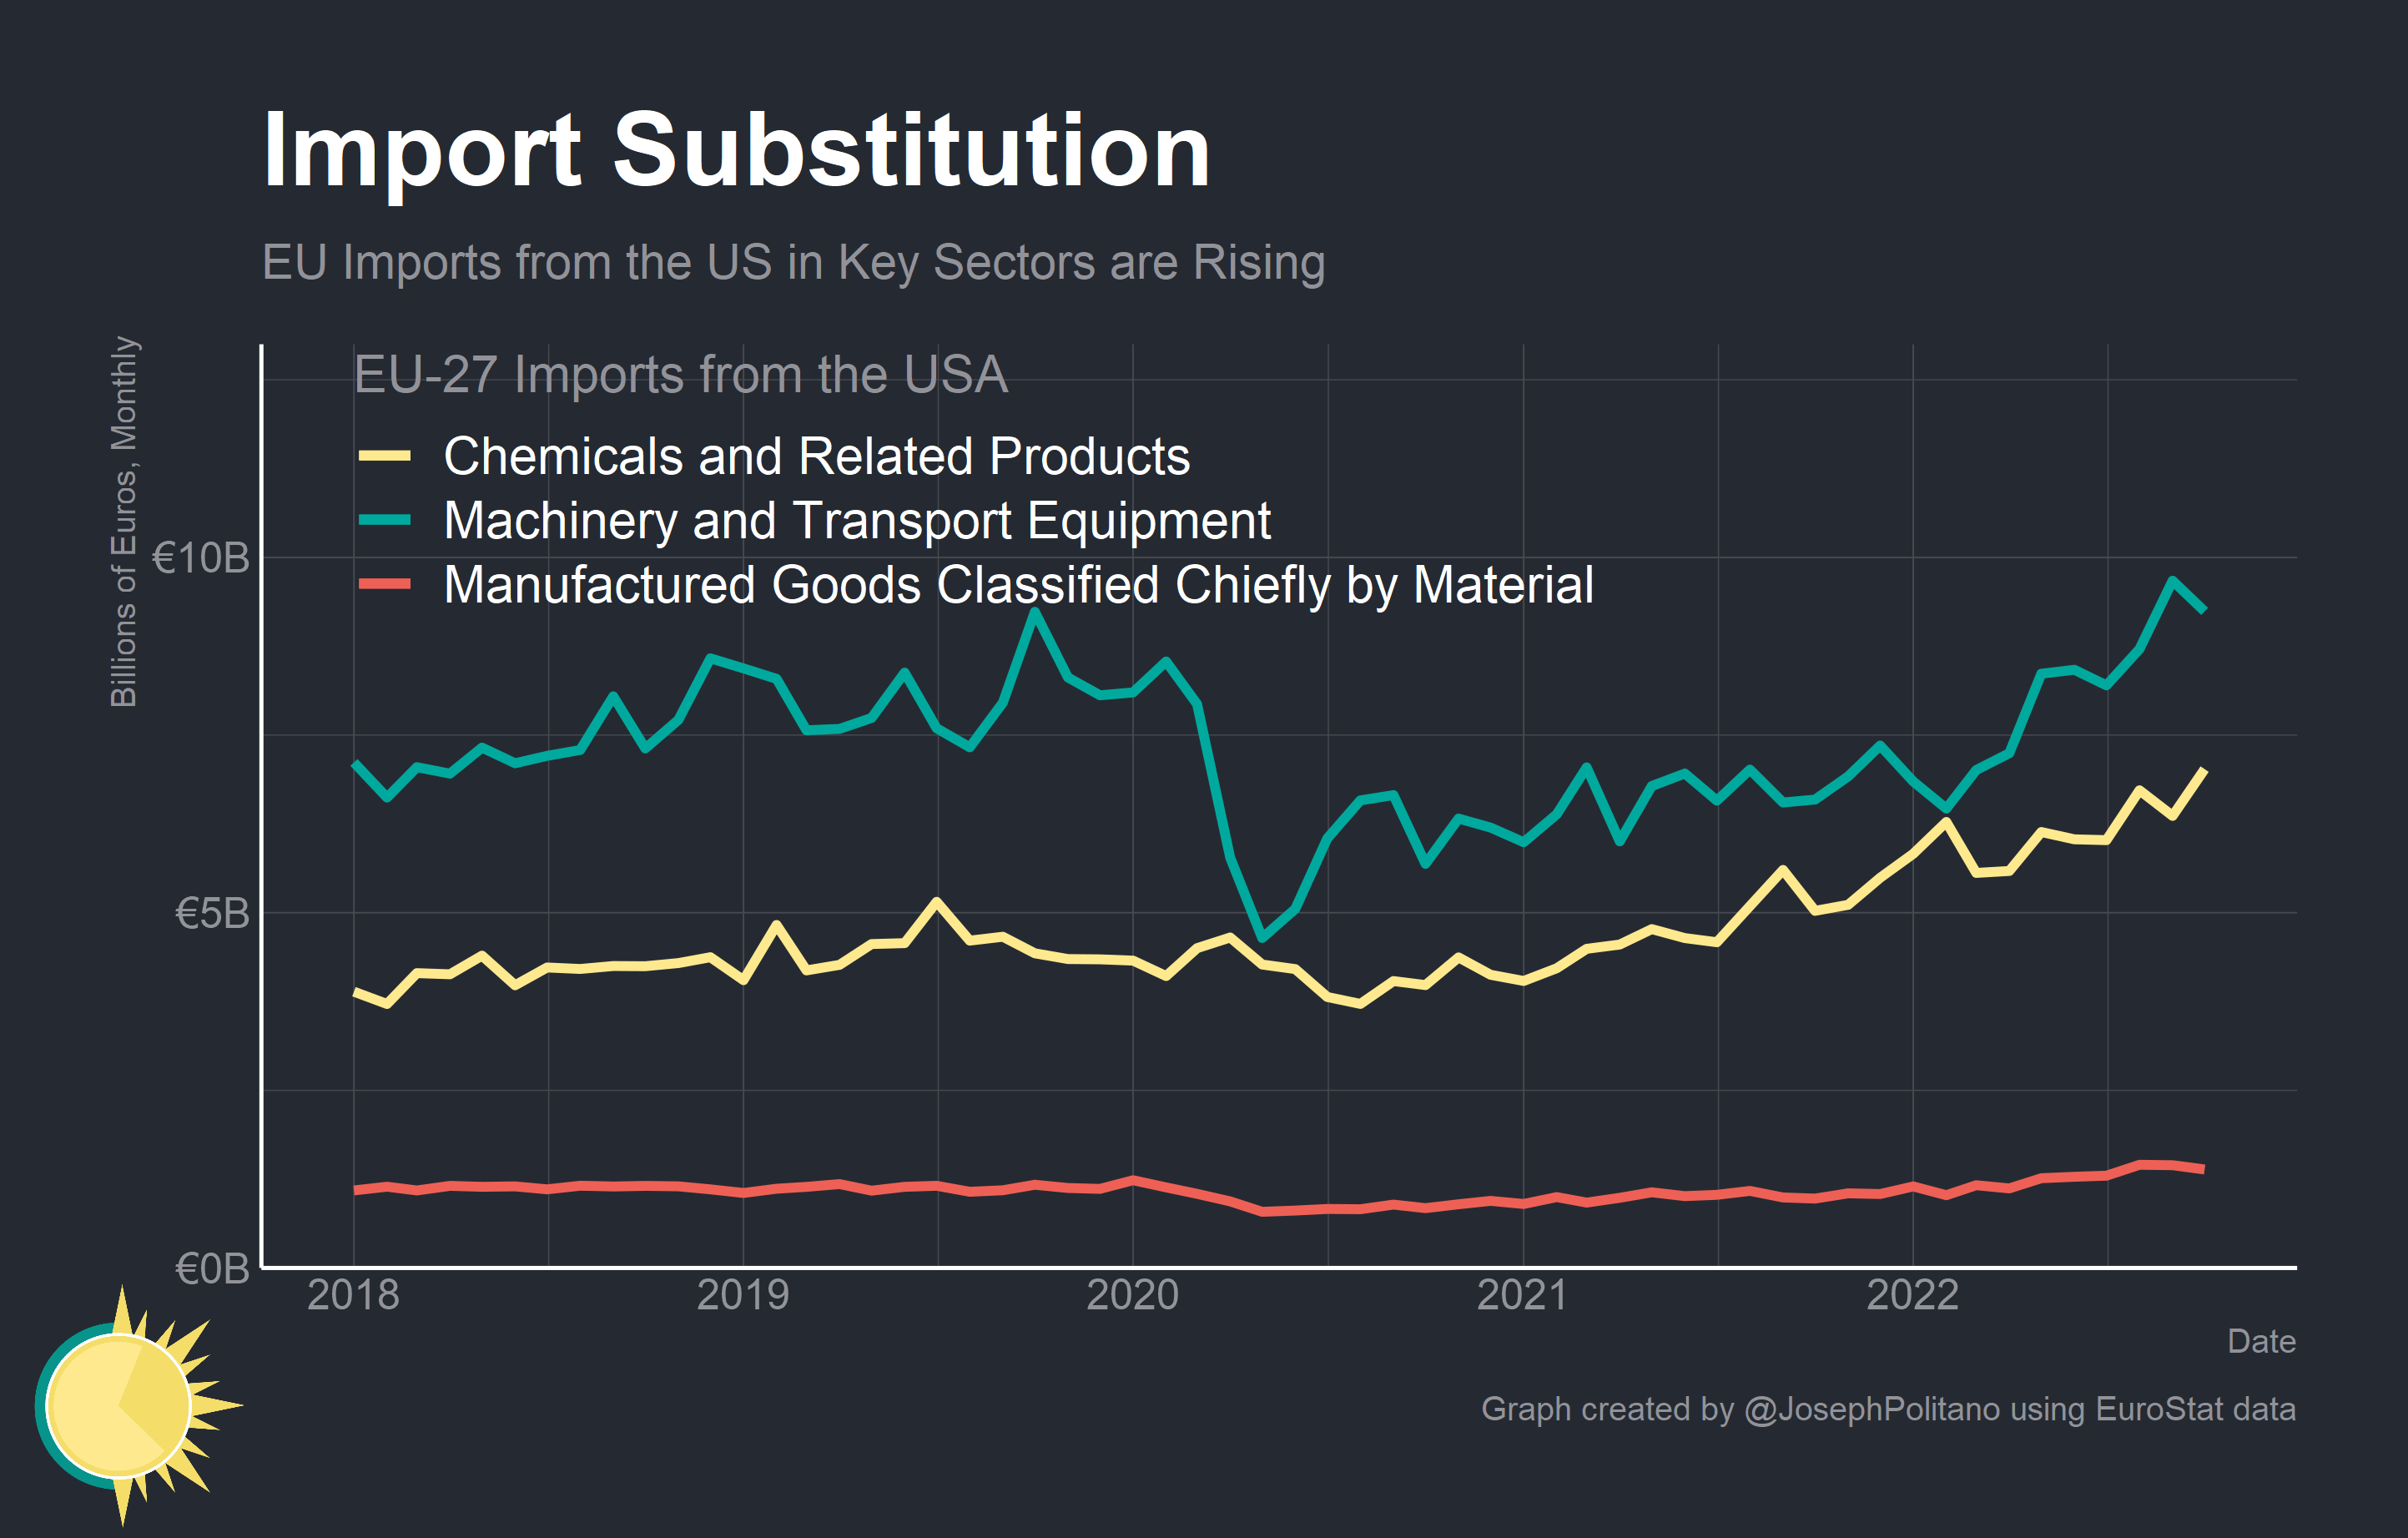 Import Substitution
EU Imports from the US in Key Sectors are Rising
Billions of Euros, Monthly
EU-27 Imports from the USA
Chemicals and Related Products
Machinery and Transport Equipment
Manufactured Goods Classified Chiefly by Material
€10B
€5B
€0B
2018 2019 2020 2021 2022
Date
Graph created by @JosephPolitano using EuroStat data